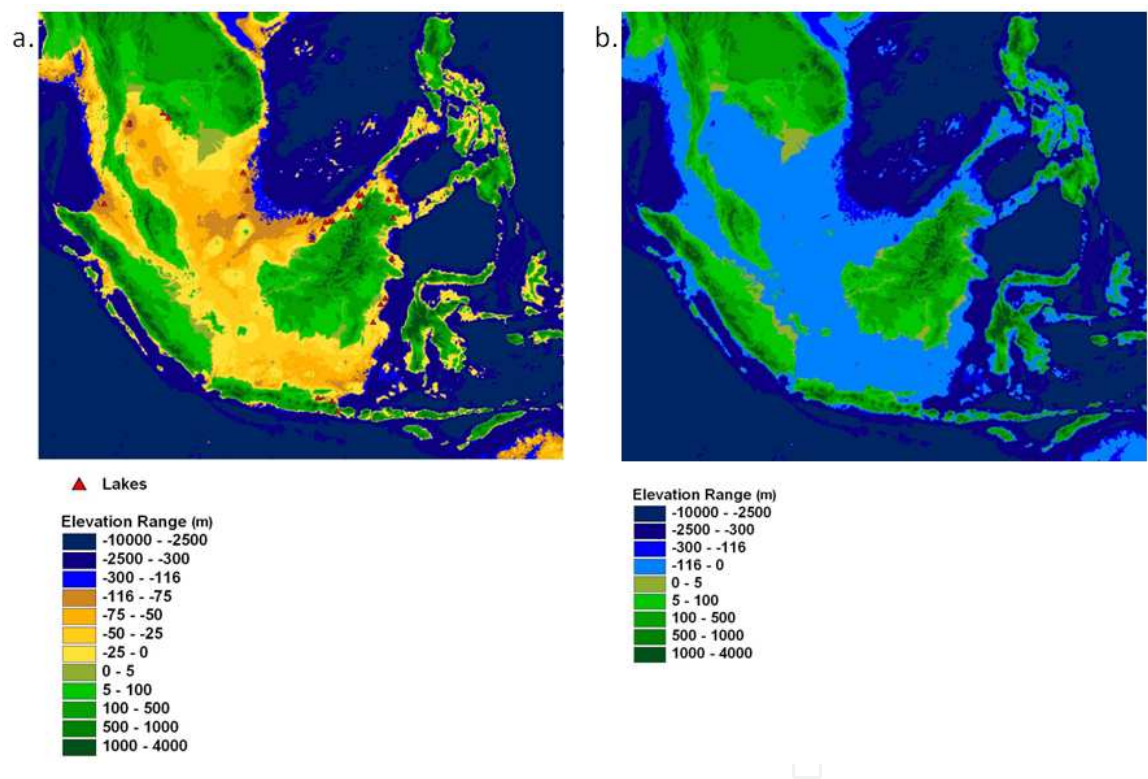 a.
b.
Lakes
Elevation Range (m)
-10000 - -2500
-2500 - -300
-300 - -116
-116 - -75
-75 - -50
-50 - -25
-25 - 0
0 - 5
5 - 100
100 - 500
500 - 1000
1000 - 4000
Elevation Range (m)
-10000 - -2500
-2500 - -300
-300 - -116
-116 - 0
0 - 5
5 - 100
100 - 500
500 - 1000
1000 - 4000